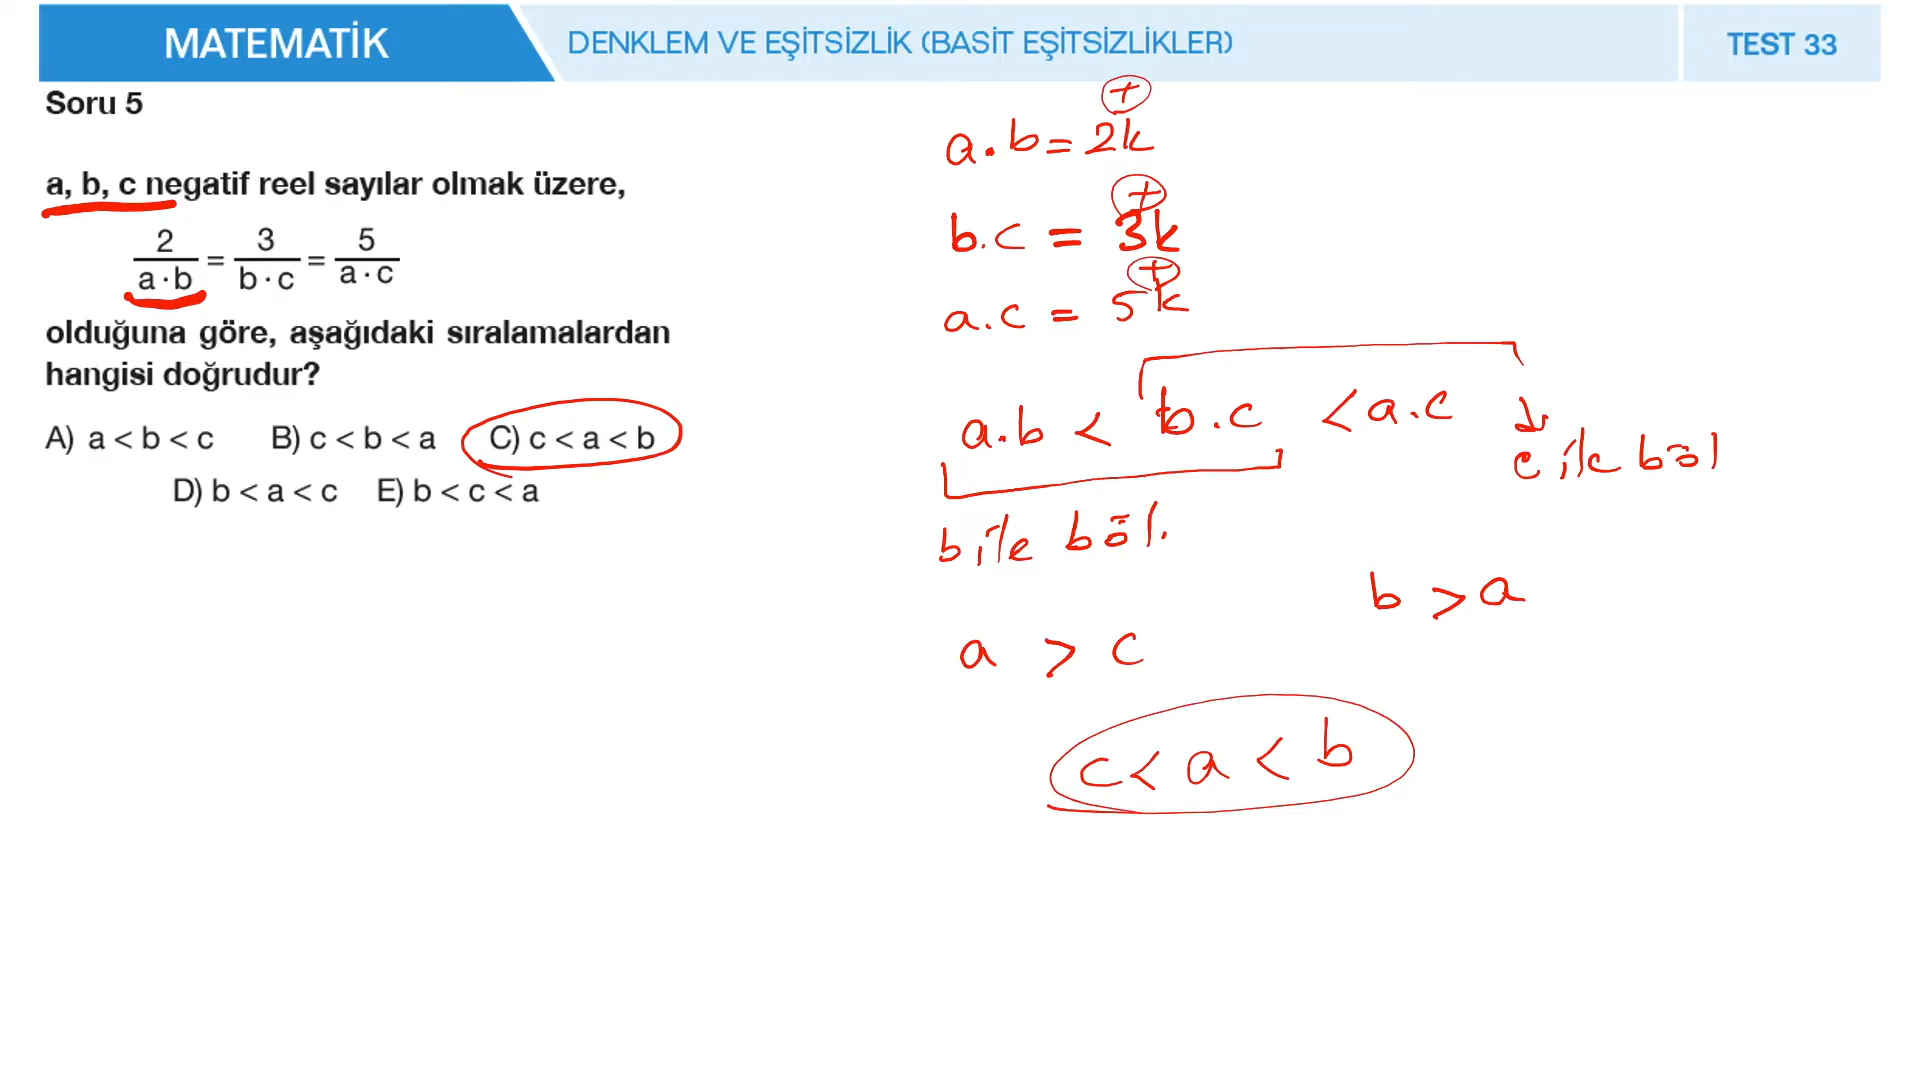 MATEMATİK
DENKLEM VE EŞİTSİZLİK (BASİT EŞİTSİZLİKLER)
TEST 33
Soru 5
a, b, c negatif reel sayılar olmak üzere,
2/(a · b) = 3/(b · c) = 5/(a · c)
olduğuna göre, aşağıdaki sıralamalardan
hangisi doğrudur?
A) a < b < c B) c < b < a C) c < a < b
D) b < a < c E) b < c < a
+
a.b = 2k
+
b.c = 3k
+
a.c = 5k
a.b < b.c < a.c
c ile böl
b ile böl.
b > a
a > c
c < a < b